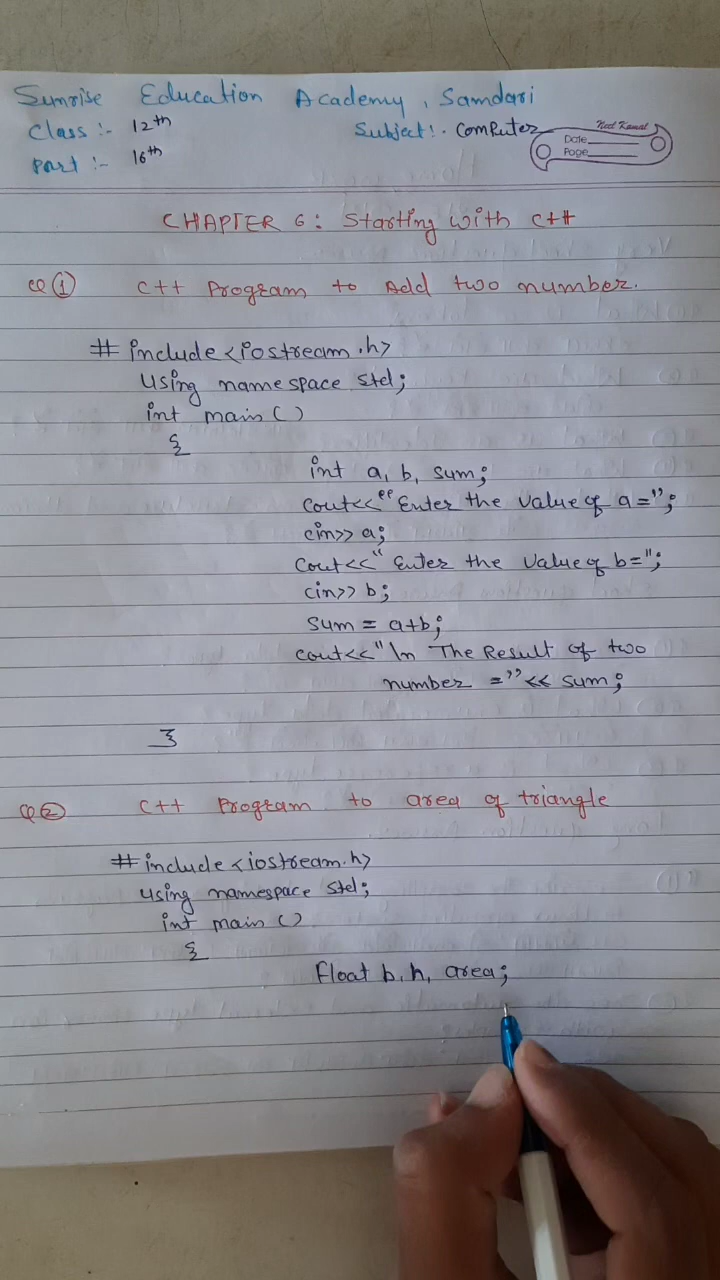 Sunrise Education Academy, Samdari
Class :- 12th Subject :- Computer
Part :- 16th
Neel Kamal
Date
Page
CHAPTER 6: Starting with C++
Q① C++ Program to Add two number.
# include <iostream.h>
using namespace std;
int main ()
{
int a, b, sum;
cout<<"Enter the value of a=";
cin>> a;
cout<<"Enter the value of b=";
cin>> b;
sum = a+b;
cout<<"\n The Result of two
number ="<< sum;
}
Q② C++ Program to area of triangle
# include <iostream.h>
using namespace std;
int main ()
{
float b, h, area;